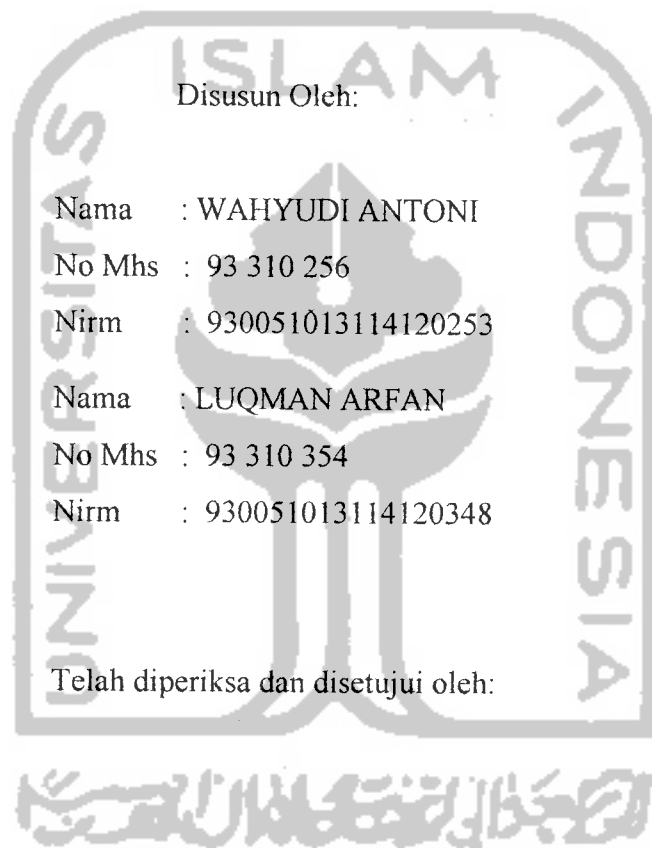 UNIVERSITAS ISLAM INDONESIA
Disusun Oleh:
Nama : WAHYUDI ANTONI
No Mhs : 93 310 256
Nirm : 930051013114120253
Nama : LUQMAN ARFAN
No Mhs : 93 310 354
Nirm : 930051013114120348
Telah diperiksa dan disetujui oleh: